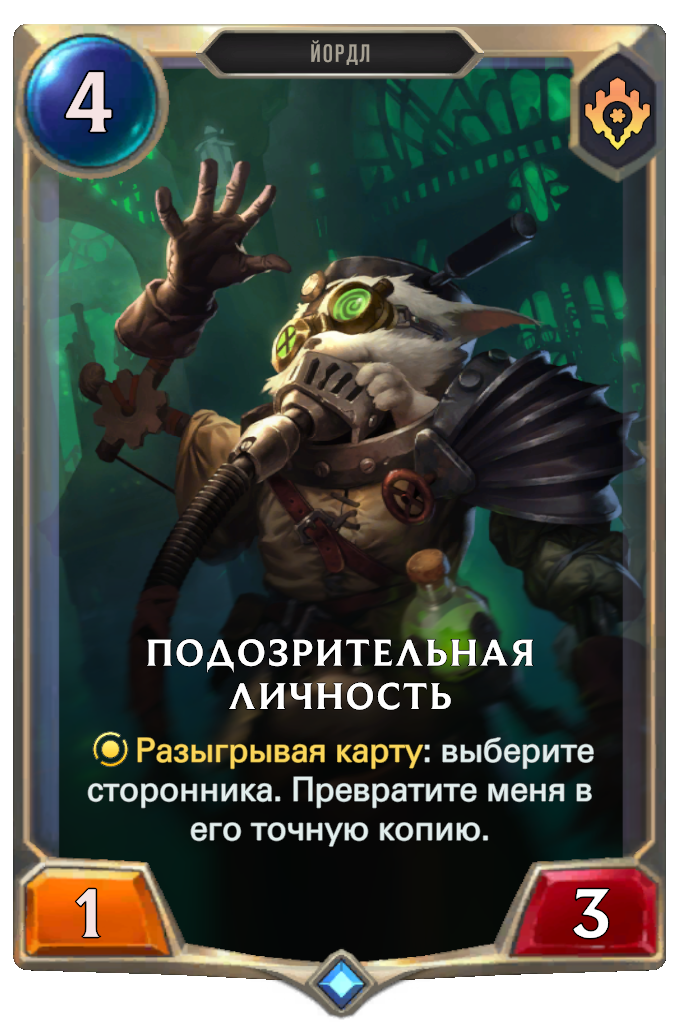 ЙОРДЛ
4
ПОДОЗРИТЕЛЬНАЯ
ЛИЧНОСТЬ
Разыгрывая карту: выберите
сторонника. Превратите меня в
его точную копию.
1
3